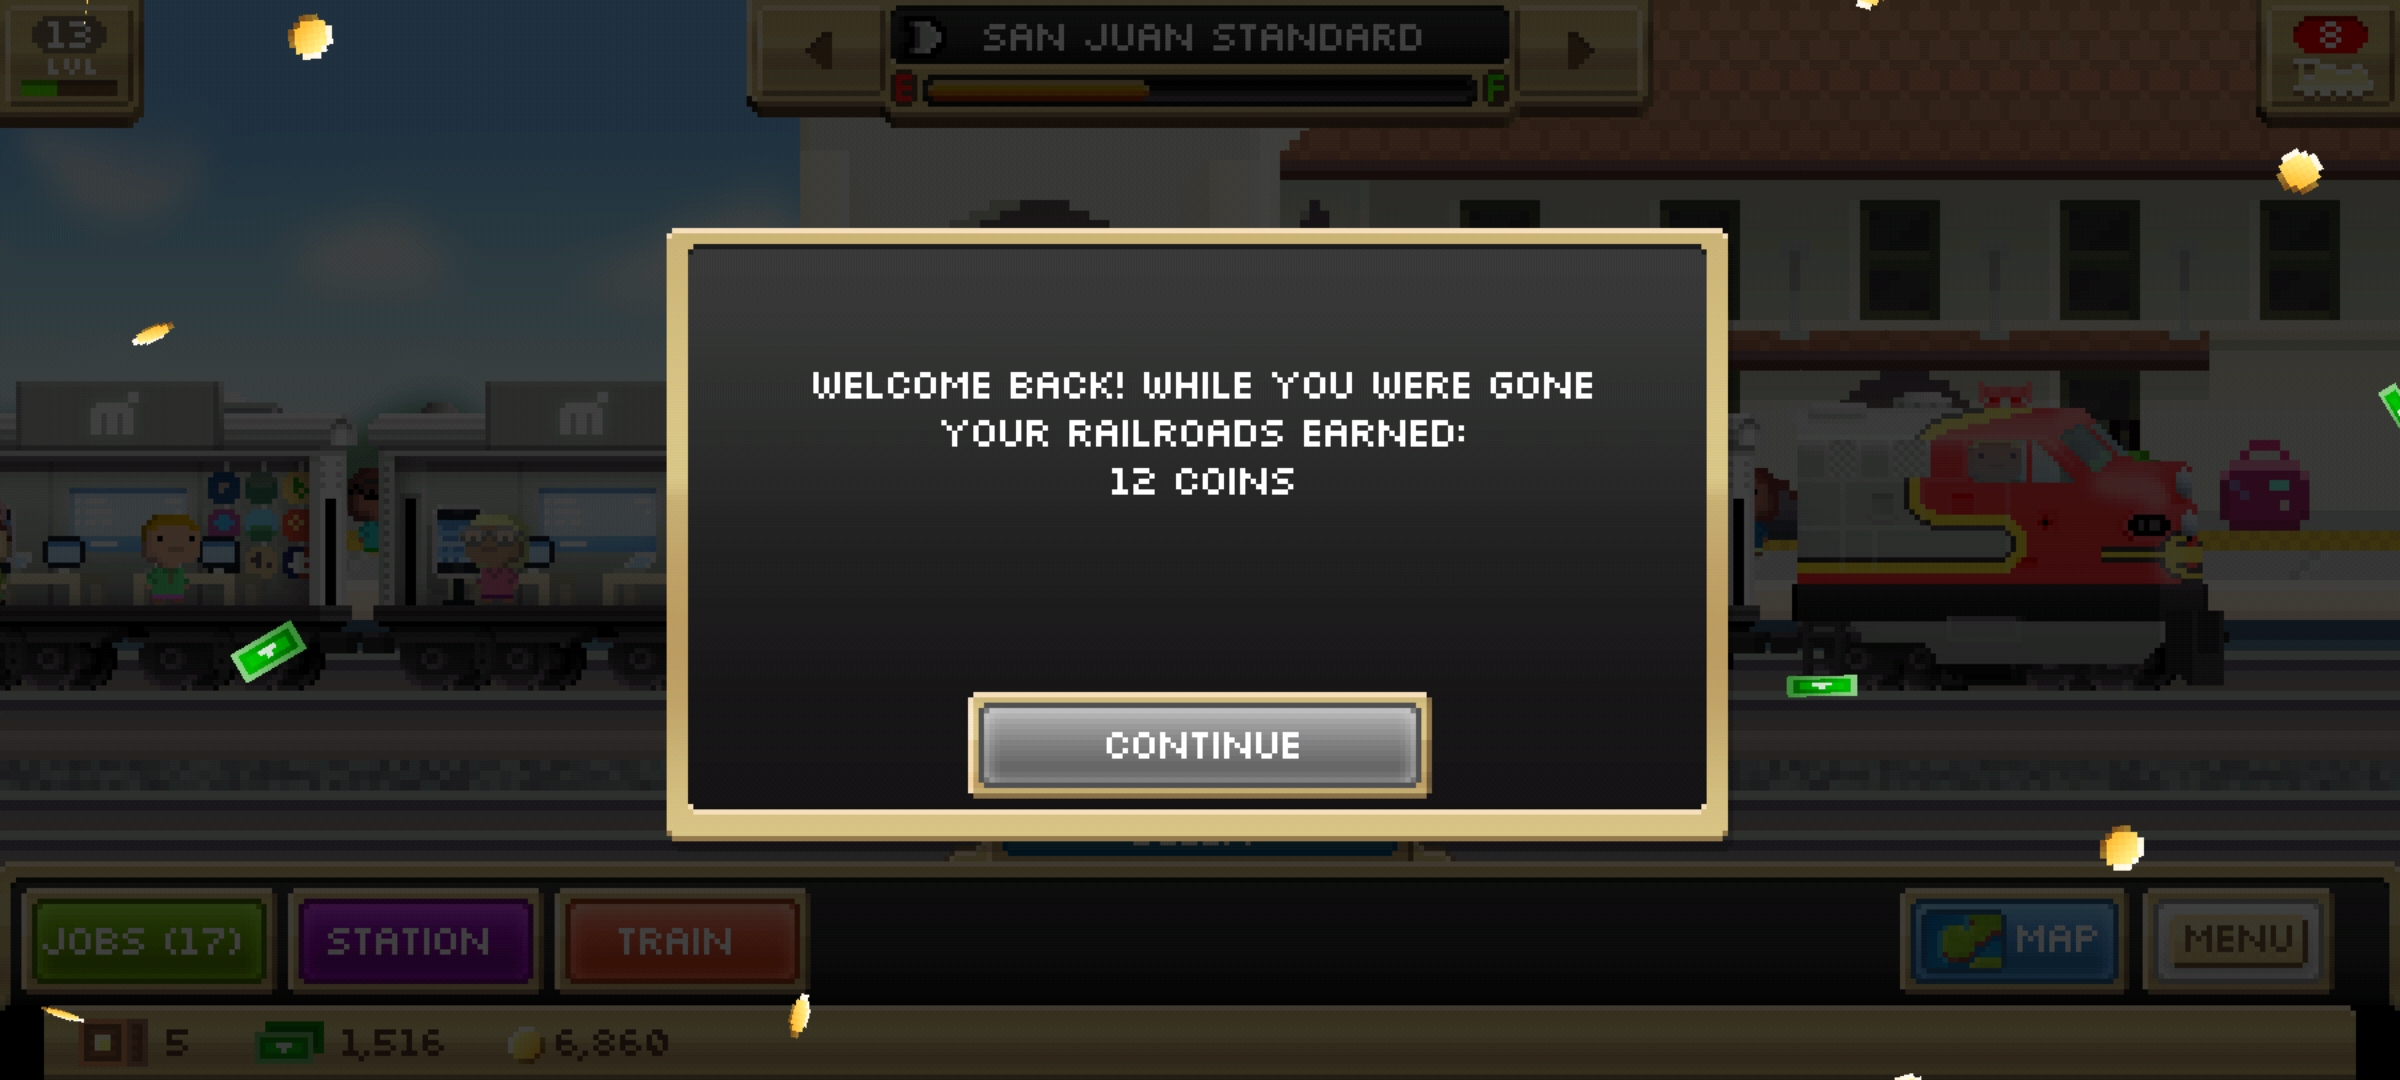 13
LVL
SAN JUAN STANDARD
E
F
8
WELCOME BACK! WHILE YOU WERE GONE
YOUR RAILROADS EARNED:
12 COINS
CONTINUE
JOBS (17)
STATION
TRAIN
MAP
MENU
5
1,516
6,860